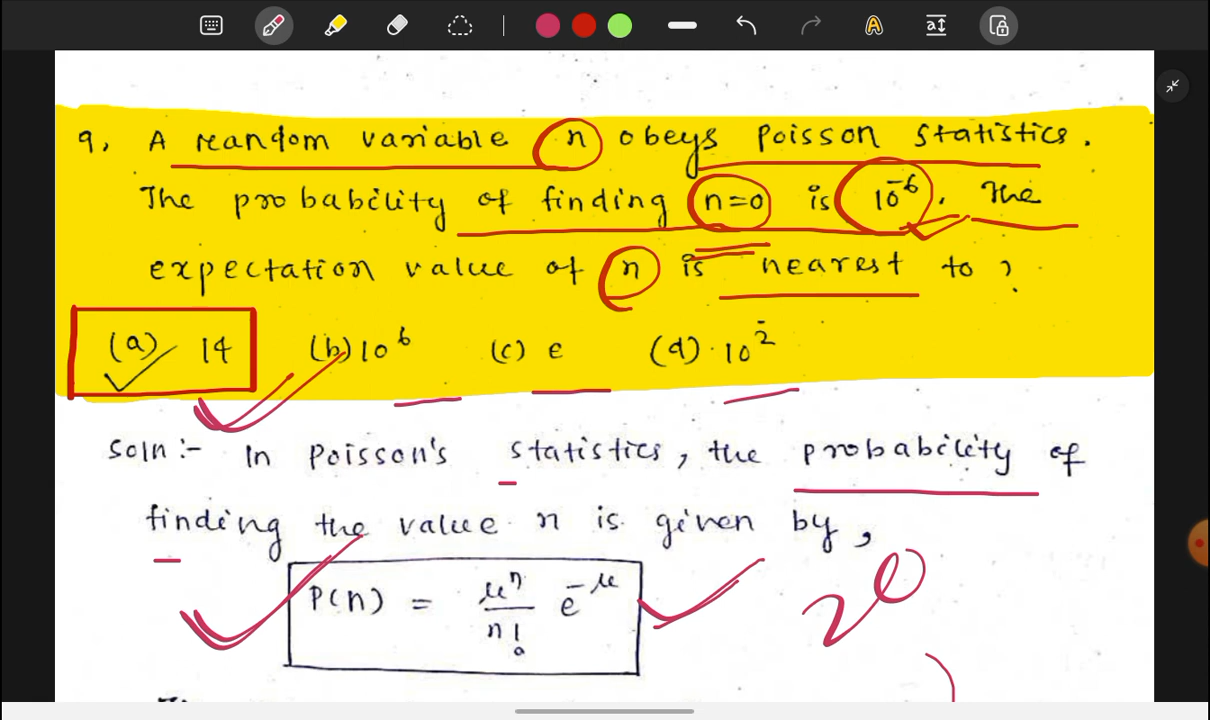 9. A random variable n obeys Poisson statistics.
The probability of finding n=0 is 10⁻⁶. The
expectation value of n is nearest to ?
(a) 14 (b) 10⁶ (c) e (d) 10⁻²
Soln:- In Poisson's statistics, the probability of
finding the value n is given by,
P(n) = μⁿ/n! e^-μ